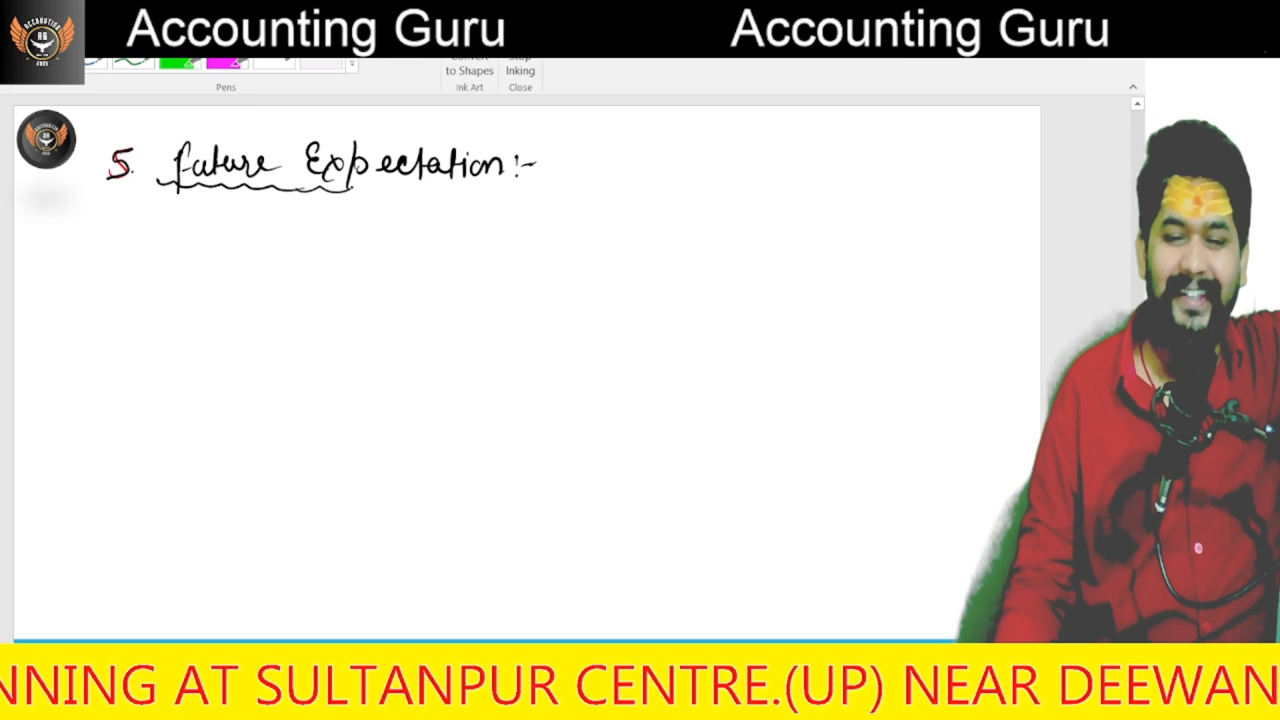 Accounting Guru
Accounting Guru
to Shapes
Inking
Pens
Ink Art
Close
5. Future Expectation :-
NNING AT SULTANPUR CENTRE.(UP) NEAR DEEWAN